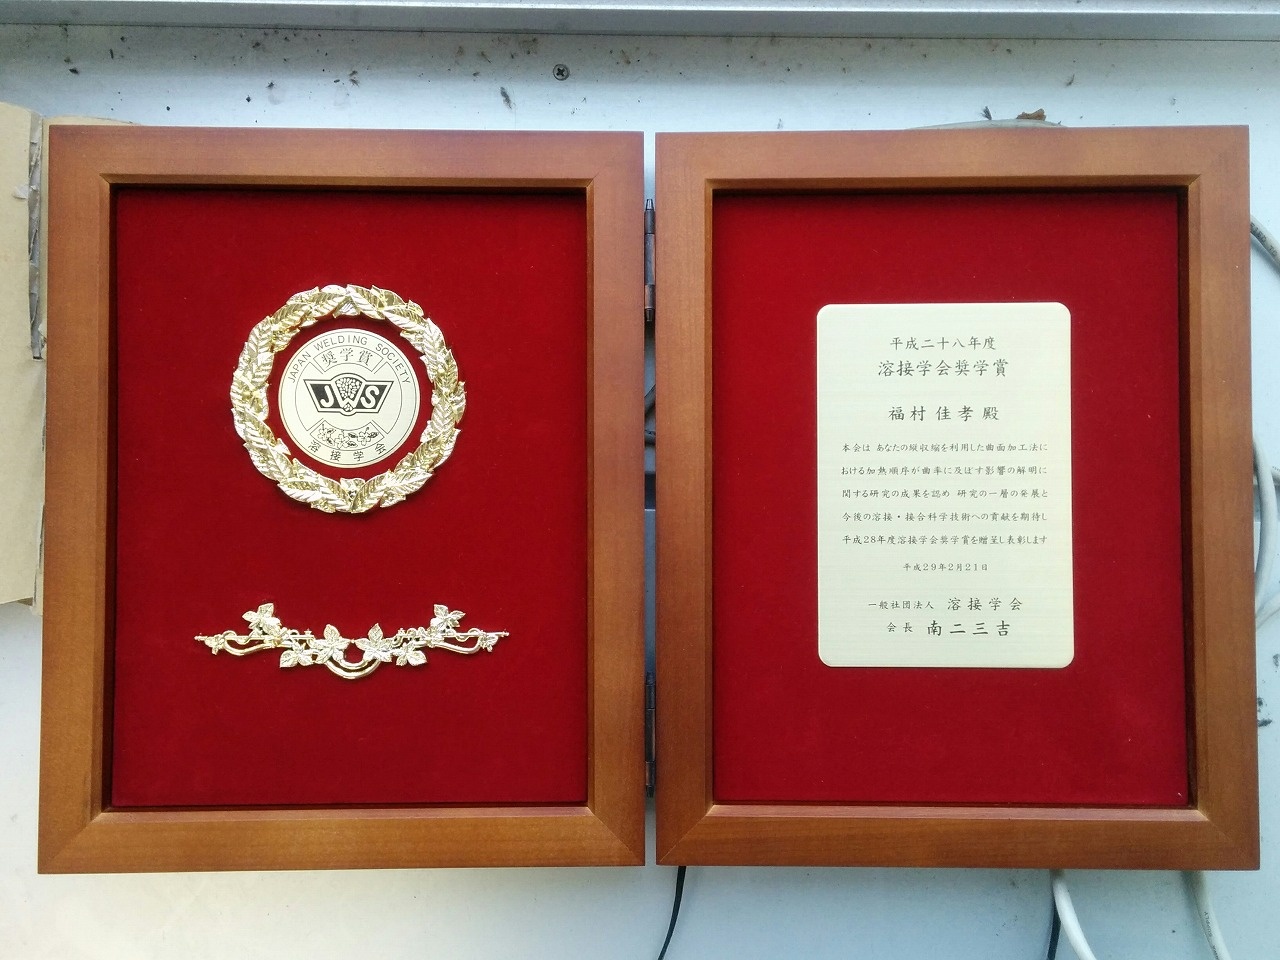 JAPAN WELDING SOCIETY
奨学賞
JWS
溶接学会
平成二十八年度
溶接学会奨学賞
福村佳孝殿
本会は あなたの縦収縮を利用した曲面加工法に
おける加熱順序が曲率に及ぼす影響の解明に
関する研究の成果を認め 研究の一層の発展と
今後の溶接・接合科学技術への貢献を期待し
平成28年度溶接学会奨学賞を贈呈し表彰します
平成29年2月21日
一般社団法人 溶接学会
会長 南二三吉